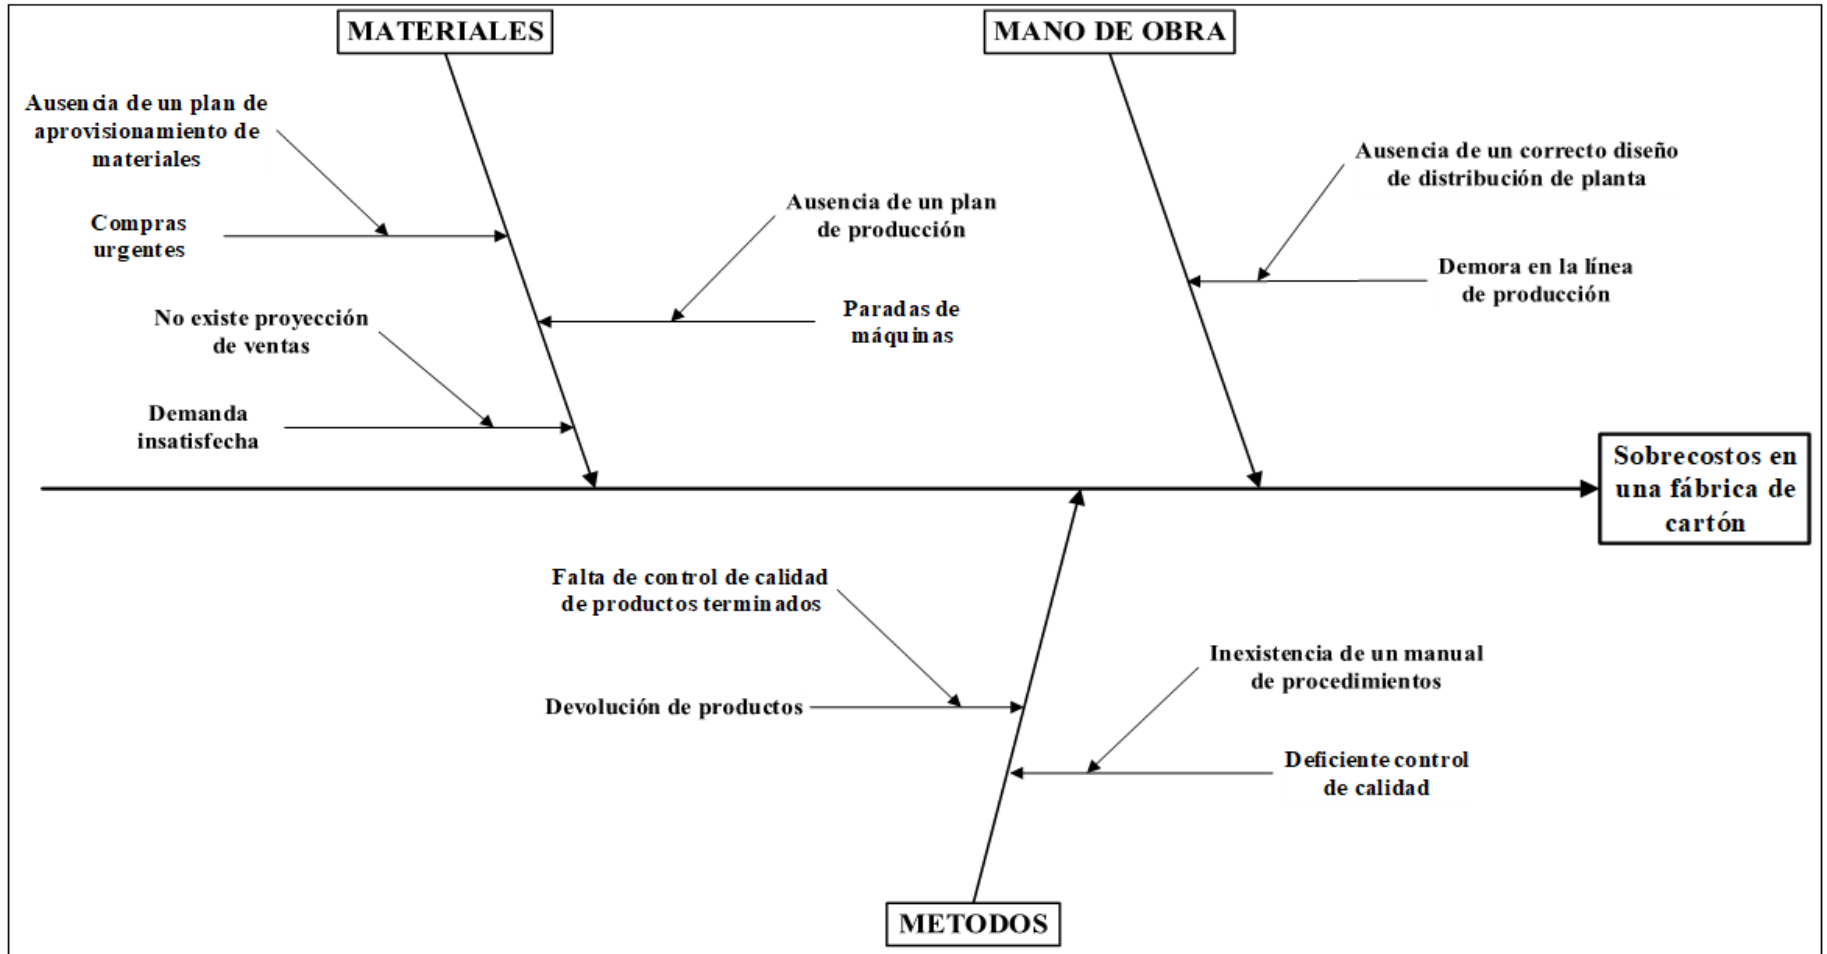 MATERIALES
MANO DE OBRA
Ausencia de un plan de
aprovisionamiento de
materiales
Compras
urgentes
Ausencia de un plan
de producción
Paradas de
máquinas
No existe proyección
de ventas
Demanda
insatisfecha
Ausencia de un correcto diseño
de distribución de planta
Demora en la línea
de producción
Sobrecostos en
una fábrica de
cartón
Falta de control de calidad
de productos terminados
Devolución de productos
Inexistencia de un manual
de procedimientos
Deficiente control
de calidad
METODOS